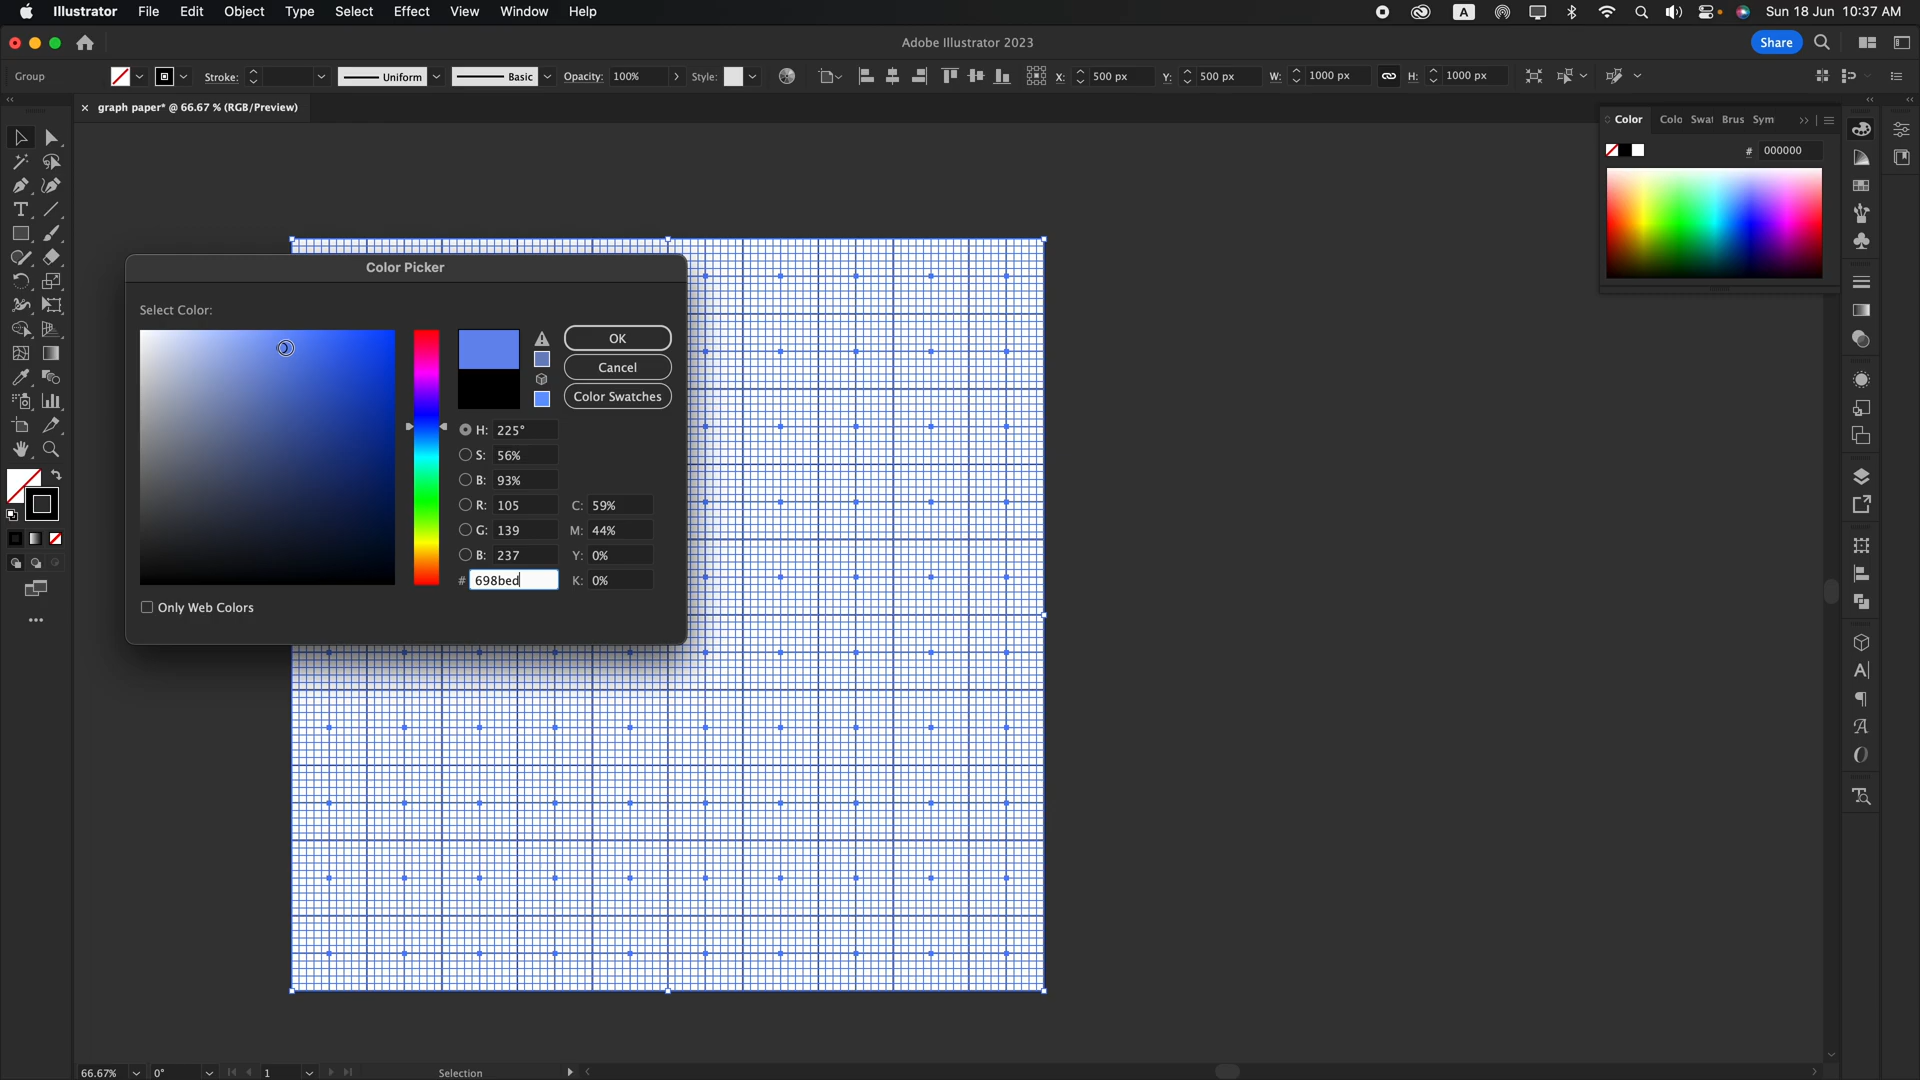 Illustrator File Edit Object Type Select Effect View Window Help A Sun 18 Jun 10:37 AM
Adobe Illustrator 2023 Share
Group Stroke: Uniform Basic Opacity: 100% Style: X: 500 px Y: 500 px W: 1000 px H: 1000 px
× graph paper* @ 66.67 % (RGB/Preview)
Color Colo Swat Brus Sym
# 000000
Color Picker
Select Color:
OK
Cancel
Color Swatches
H: 225°
S: 56%
B: 93%
R: 105 C: 59%
G: 139 M: 44%
B: 237 Y: 0%
# 698bed K: 0%
Only Web Colors
66.67% 0° 1 Selection